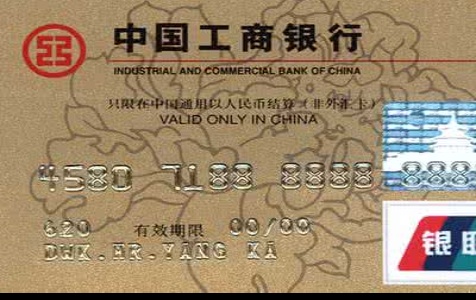 中国工商银行
INDUSTRIAL AND COMMERCIAL BANK OF CHINA
只限在中国通用以人民币结算（非外汇卡）
VALID ONLY IN CHINA
4580 7188 8888 888
620 有效期限 00/00
DWK.MR.YANG KA
银联